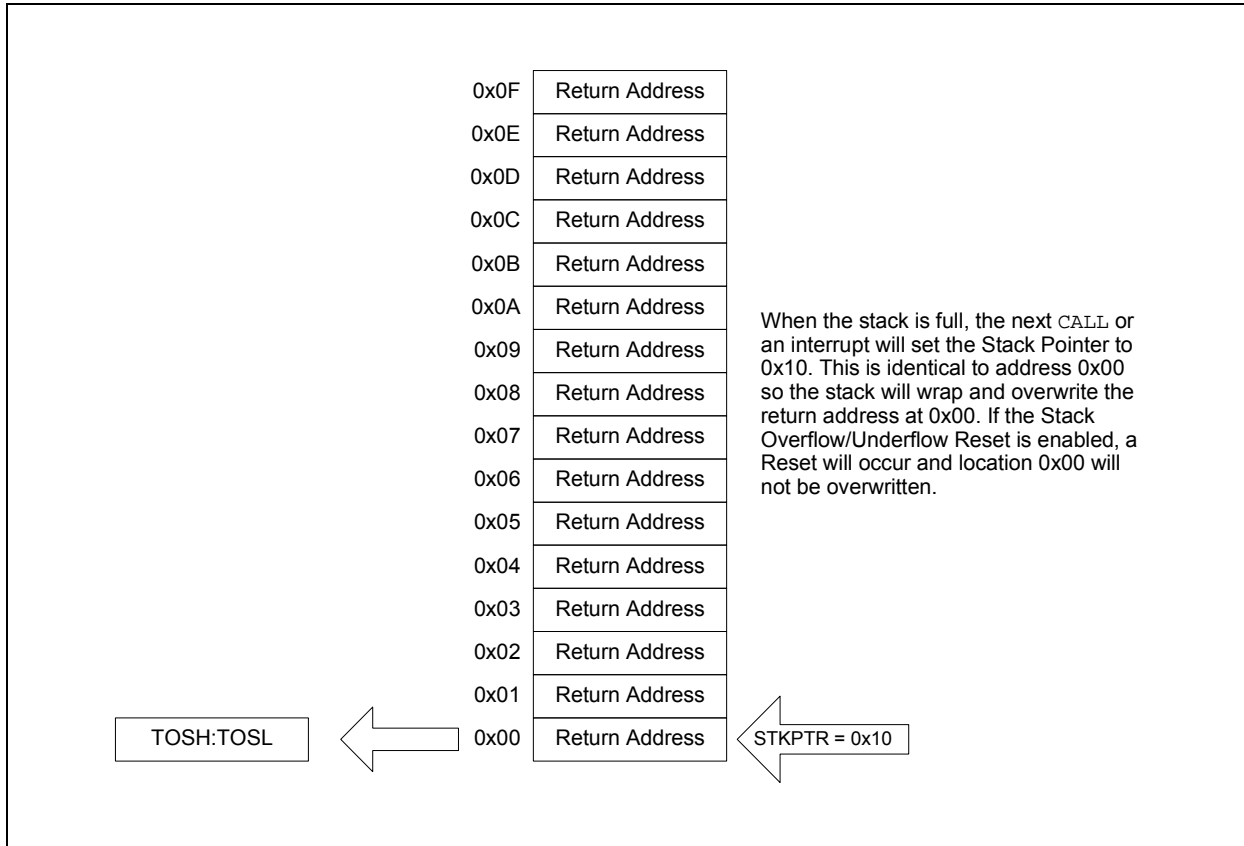 0x0F Return Address
0x0E Return Address
0x0D Return Address
0x0C Return Address
0x0B Return Address
0x0A Return Address
0x09 Return Address
0x08 Return Address
0x07 Return Address
0x06 Return Address
0x05 Return Address
0x04 Return Address
0x03 Return Address
0x02 Return Address
0x01 Return Address
TOSH:TOSL 0x00 Return Address STKPTR = 0x10
When the stack is full, the next CALL or
an interrupt will set the Stack Pointer to
0x10. This is identical to address 0x00
so the stack will wrap and overwrite the
return address at 0x00. If the Stack
Overflow/Underflow Reset is enabled, a
Reset will occur and location 0x00 will
not be overwritten.